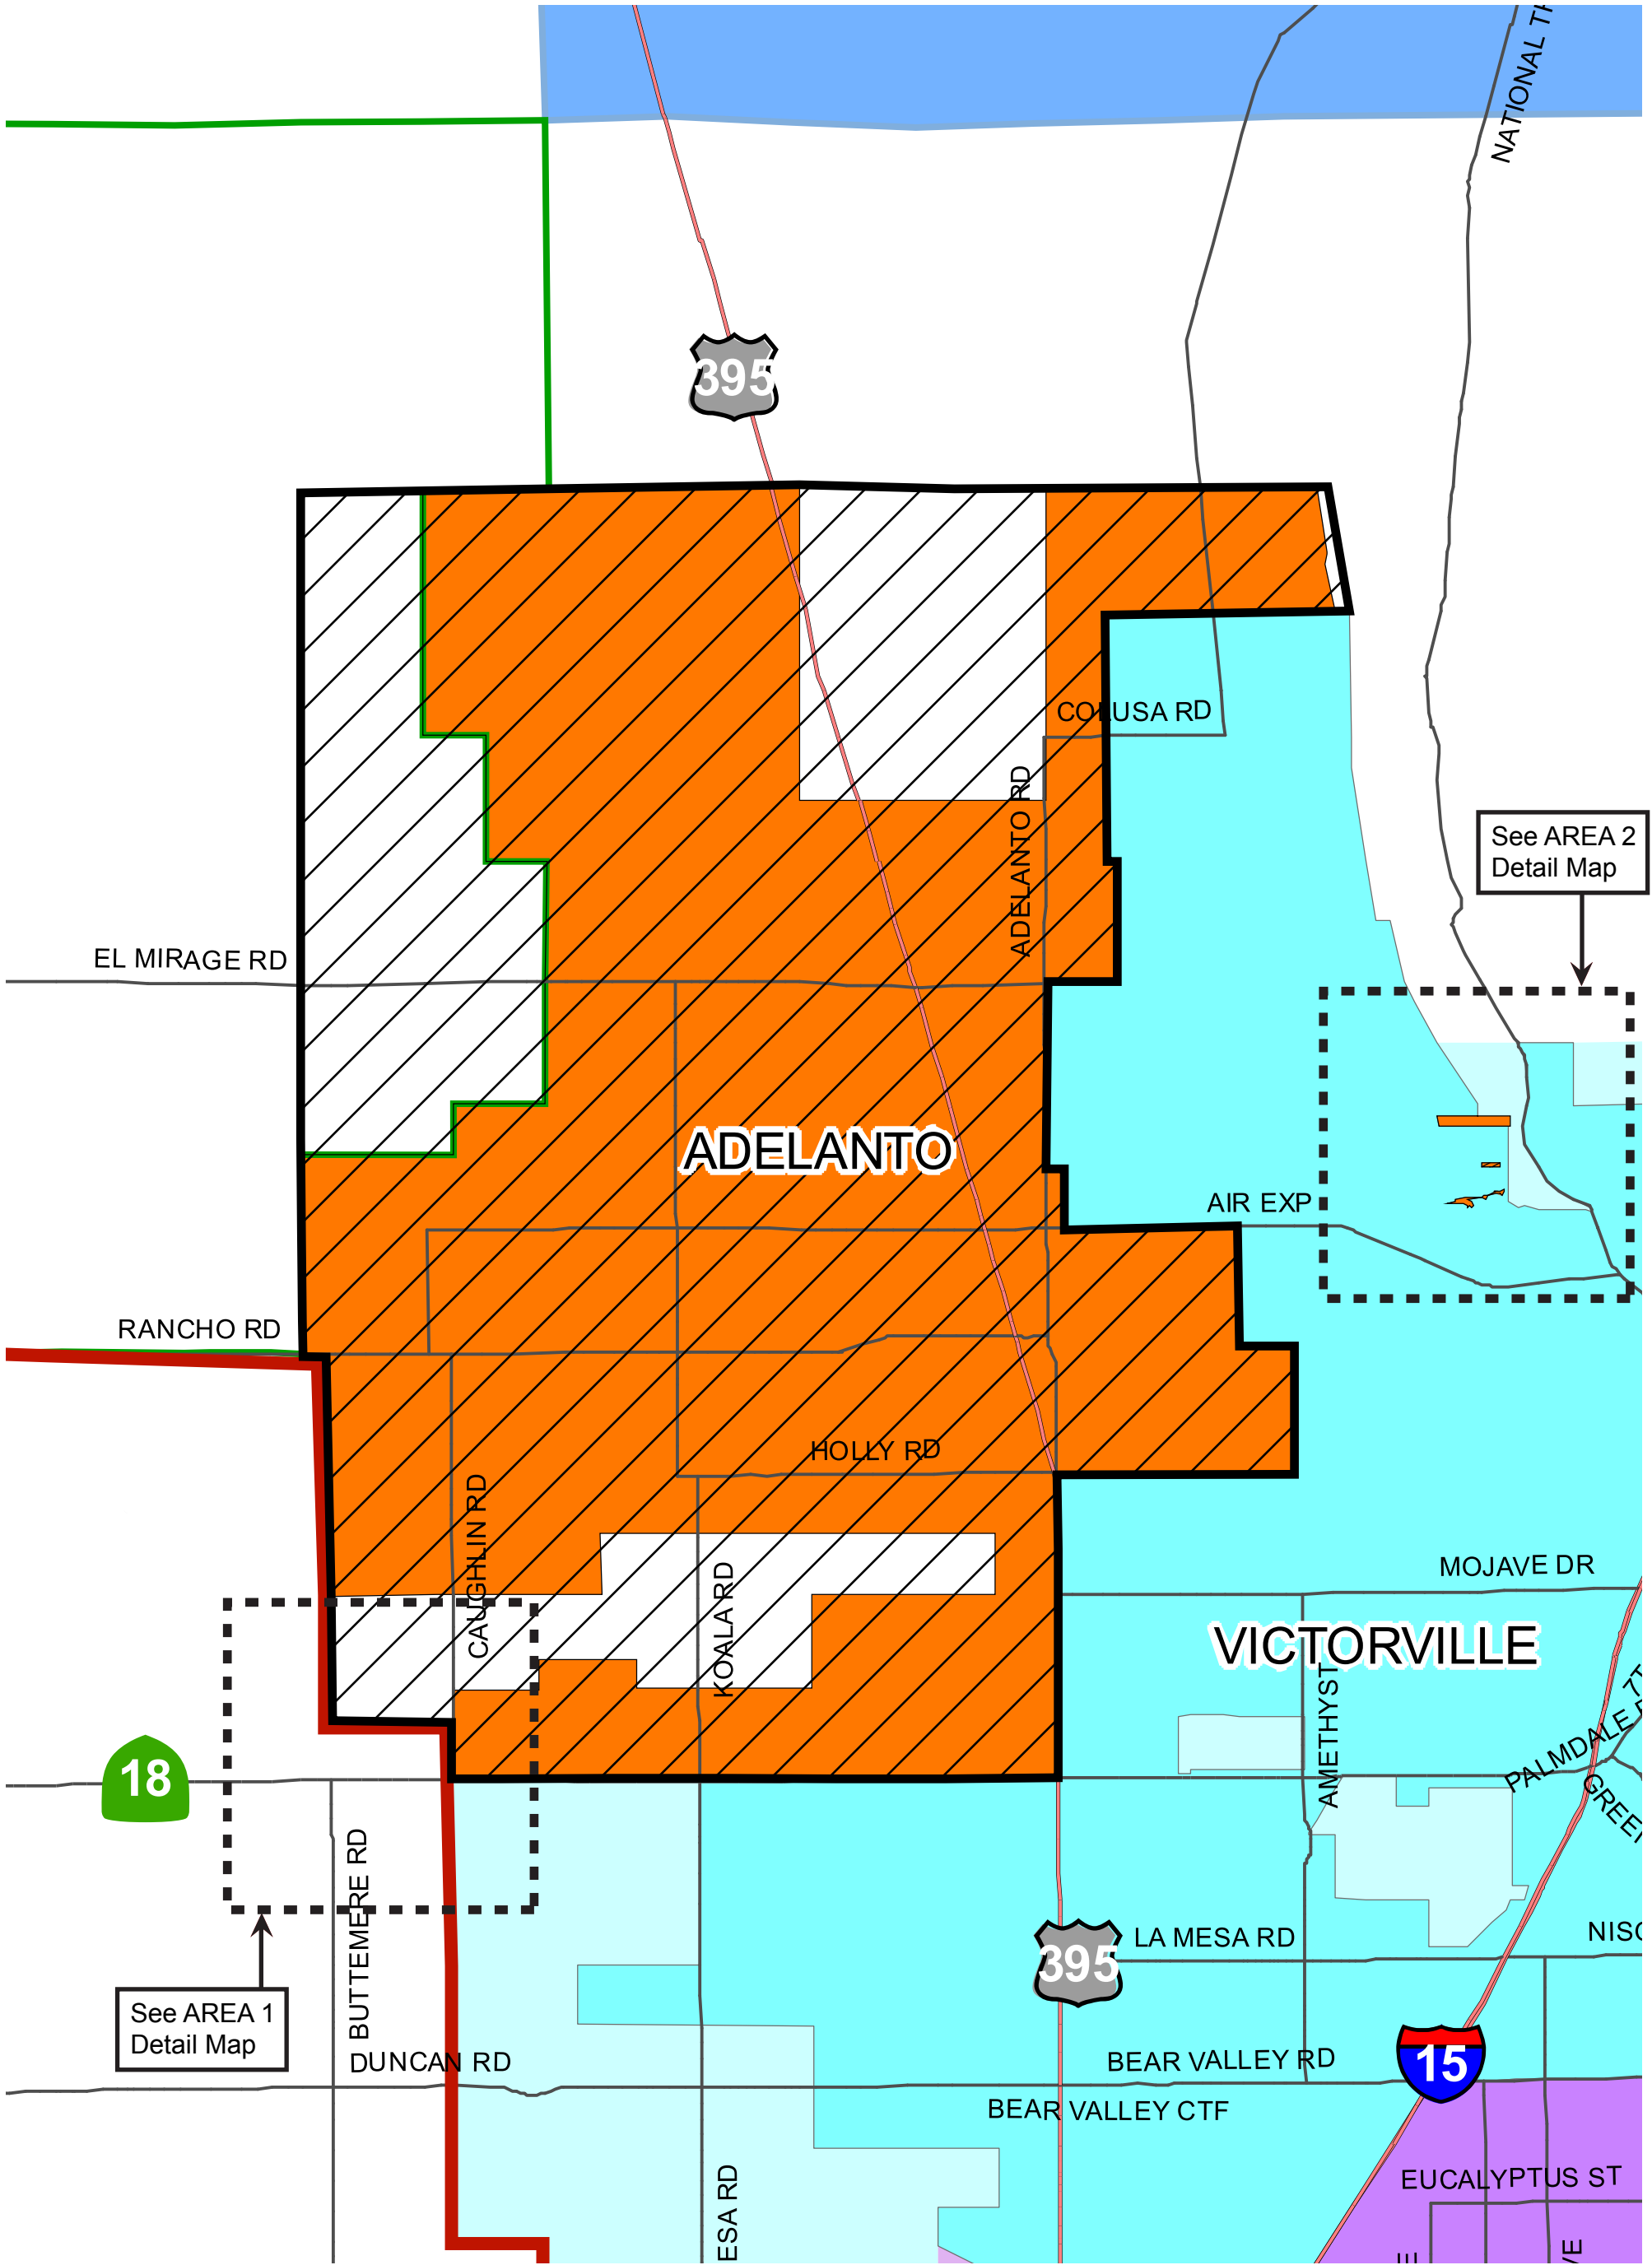 NATIONAL
395
COLUSA RD
ADELANTO RD
See AREA 2
Detail Map
EL MIRAGE RD
ADELANTO
AIR EXP
RANCHO RD
HOLLY RD
CAUGHLIN RD
KOALA RD
MOJAVE DR
VICTORVILLE
AMETHYST
PALMDALE
18
BUTTEMERE RD
395
LA MESA RD
See AREA 1
Detail Map
DUNCAN RD
BEAR VALLEY RD
15
BEAR VALLEY CTF
EUCALYPTUS ST
ESA RD